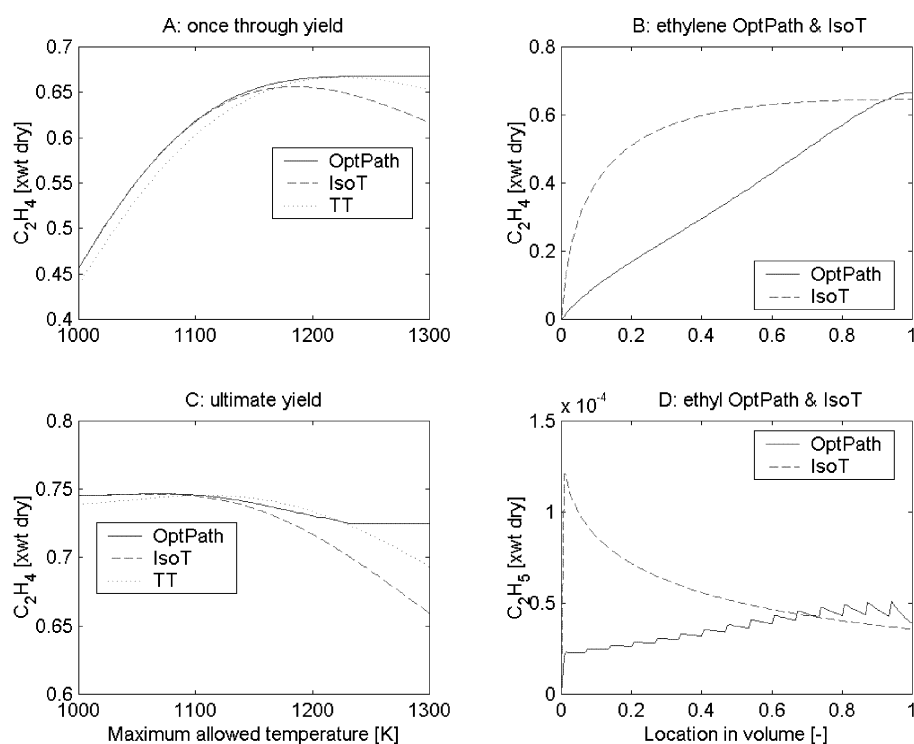 A: once through yield
C2H4 [xwt dry]
0.7
0.65
0.6
0.55
0.5
0.45
0.4
1000
1100
1200
1300
OptPath
IsoT
TT
B: ethylene OptPath & IsoT
C2H4 [xwt dry]
0.8
0.6
0.4
0.2
0
0
0.2
0.4
0.6
0.8
1
OptPath
IsoT
C: ultimate yield
C2H4 [xwt dry]
0.8
0.75
0.7
0.65
0.6
1000
1100
1200
1300
Maximum allowed temperature [K]
OptPath
IsoT
TT
D: ethyl OptPath & IsoT
x 10-4
C2H5 [xwt dry]
1.5
1
0.5
0
0
0.2
0.4
0.6
0.8
1
Location in volume [-]
OptPath
IsoT